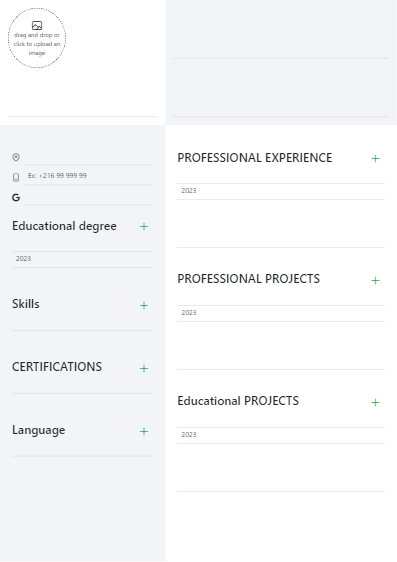 drag and drop or
click to upload an
image
Ex: +216 99 999 99
G
Educational degree +
2023
Skills +
CERTIFICATIONS +
Language +
PROFESSIONAL EXPERIENCE +
2023
PROFESSIONAL PROJECTS +
2023
Educational PROJECTS +
2023